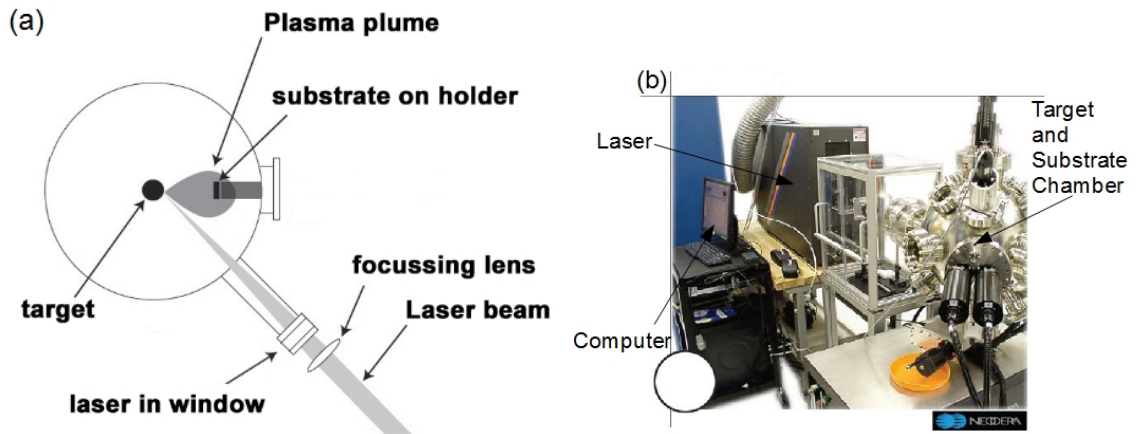 (a)
Plasma plume
substrate on holder
target
focussing lens
Laser beam
laser in window
(b)
Laser
Target
and
Substrate
Chamber
Computer
NEOCERA